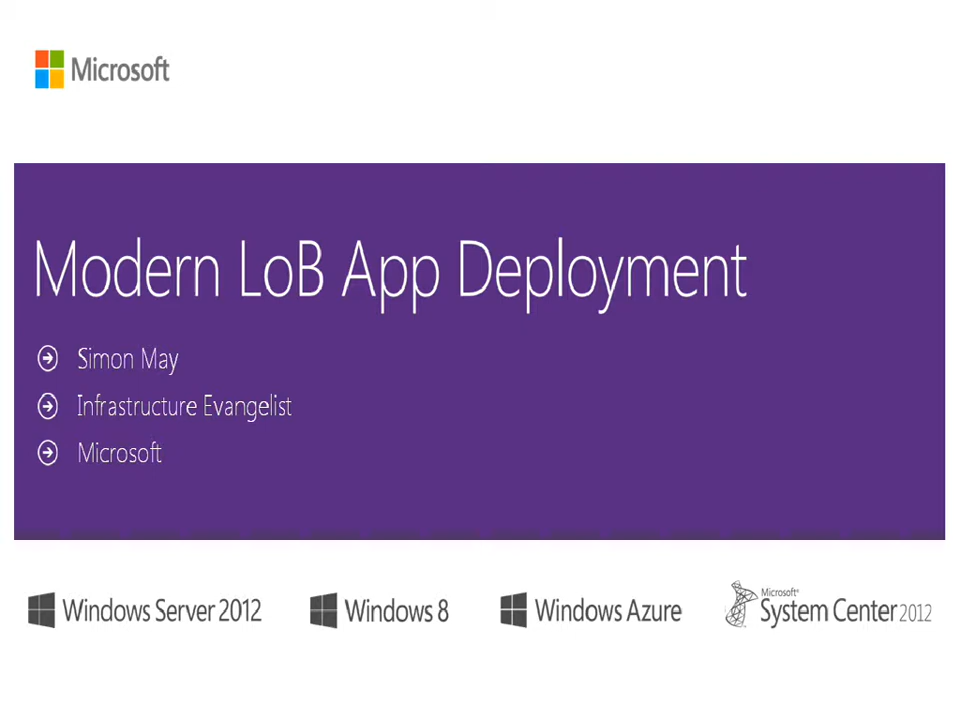 Microsoft
Modern LoB App Deployment
Simon May
Infrastructure Evangelist
Microsoft
Windows Server 2012
Windows 8
Windows Azure
Microsoft®
System Center 2012